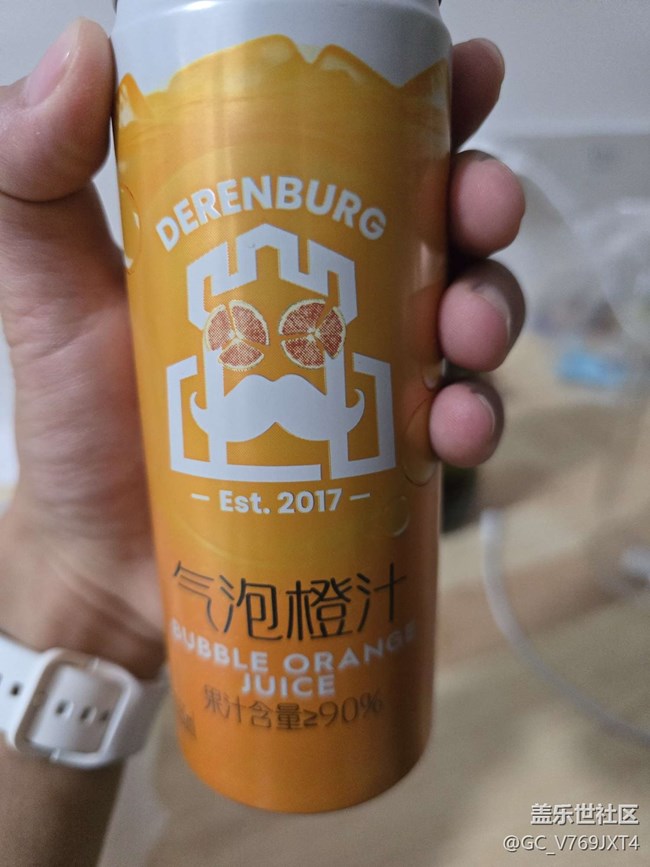 DERENBURG
— Est. 2017 —
气泡橙汁
BUBBLE ORANGE
JUICE
果汁含量≥90%
盖乐世社区
@GC_V769JXT4